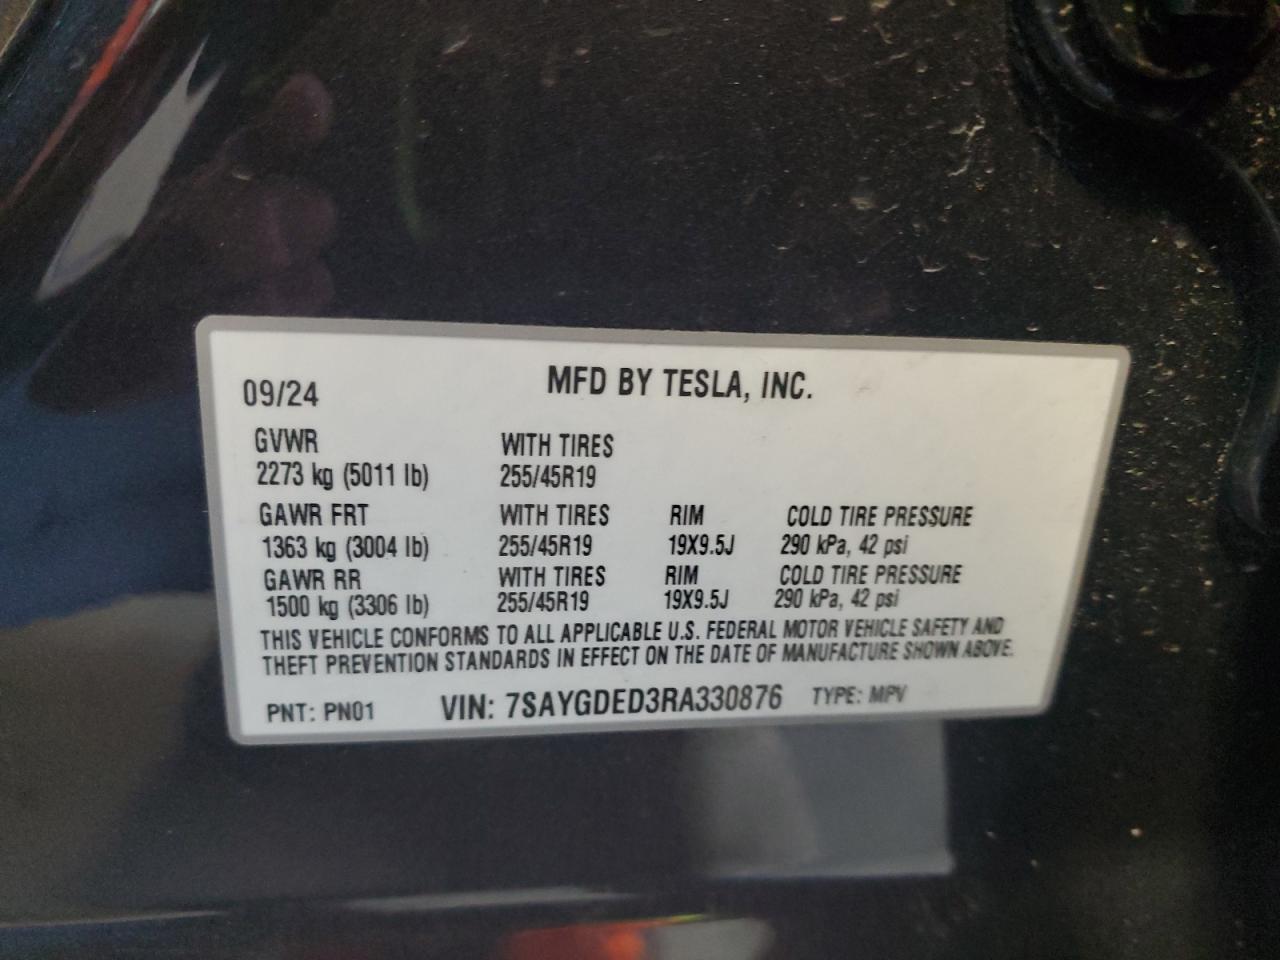 MFD BY TESLA, INC.
09/24
GVWR WITH TIRES
2273 kg (5011 lb) 255/45R19
GAWR FRT WITH TIRES RIM COLD TIRE PRESSURE
1363 kg (3004 lb) 255/45R19 19X9.5J 290 kPa, 42 psi
GAWR RR WITH TIRES RIM COLD TIRE PRESSURE
1500 kg (3306 lb) 255/45R19 19X9.5J 290 kPa, 42 psi
THIS VEHICLE CONFORMS TO ALL APPLICABLE U.S. FEDERAL MOTOR VEHICLE SAFETY AND
THEFT PREVENTION STANDARDS IN EFFECT ON THE DATE OF MANUFACTURE SHOWN ABOVE.
PNT: PN01 VIN: 7SAYGDED3RA330876 TYPE: MPV